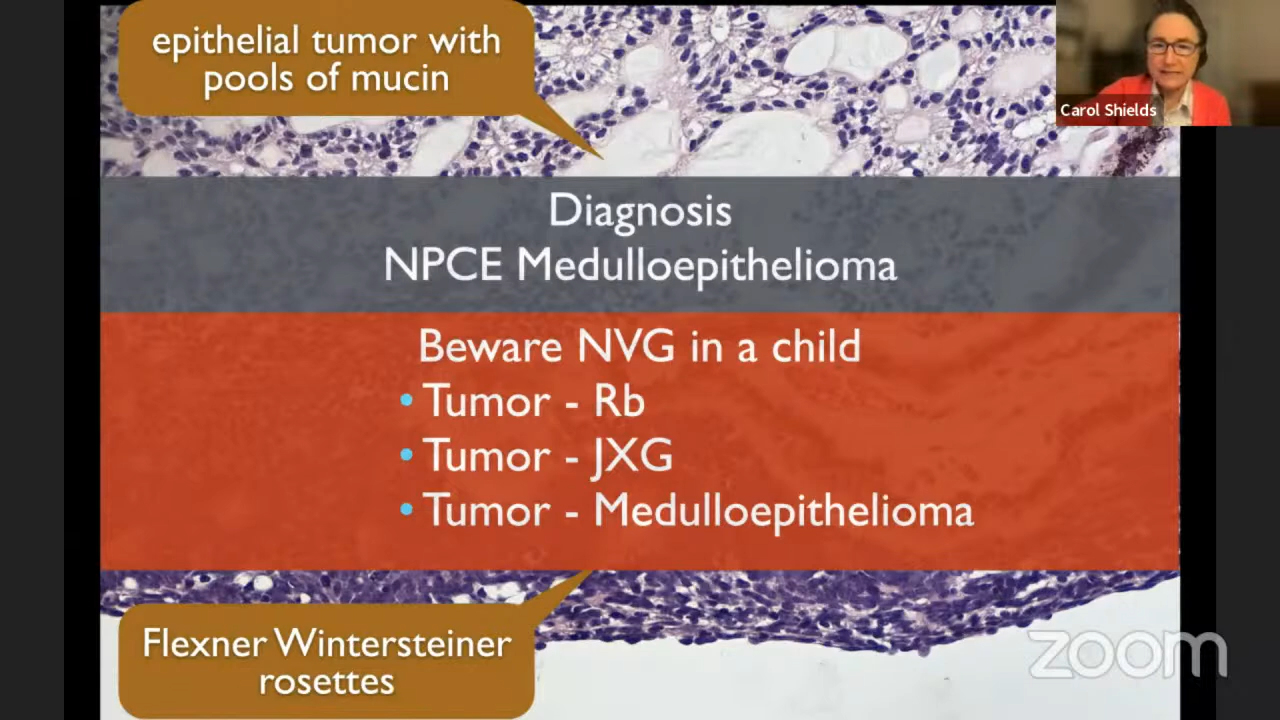 epithelial tumor with
pools of mucin
Carol Shields
Diagnosis
NPCE Medulloepithelioma
Beware NVG in a child
• Tumor - Rb
• Tumor - JXG
• Tumor - Medulloepithelioma
Flexner Wintersteiner
rosettes
zoom